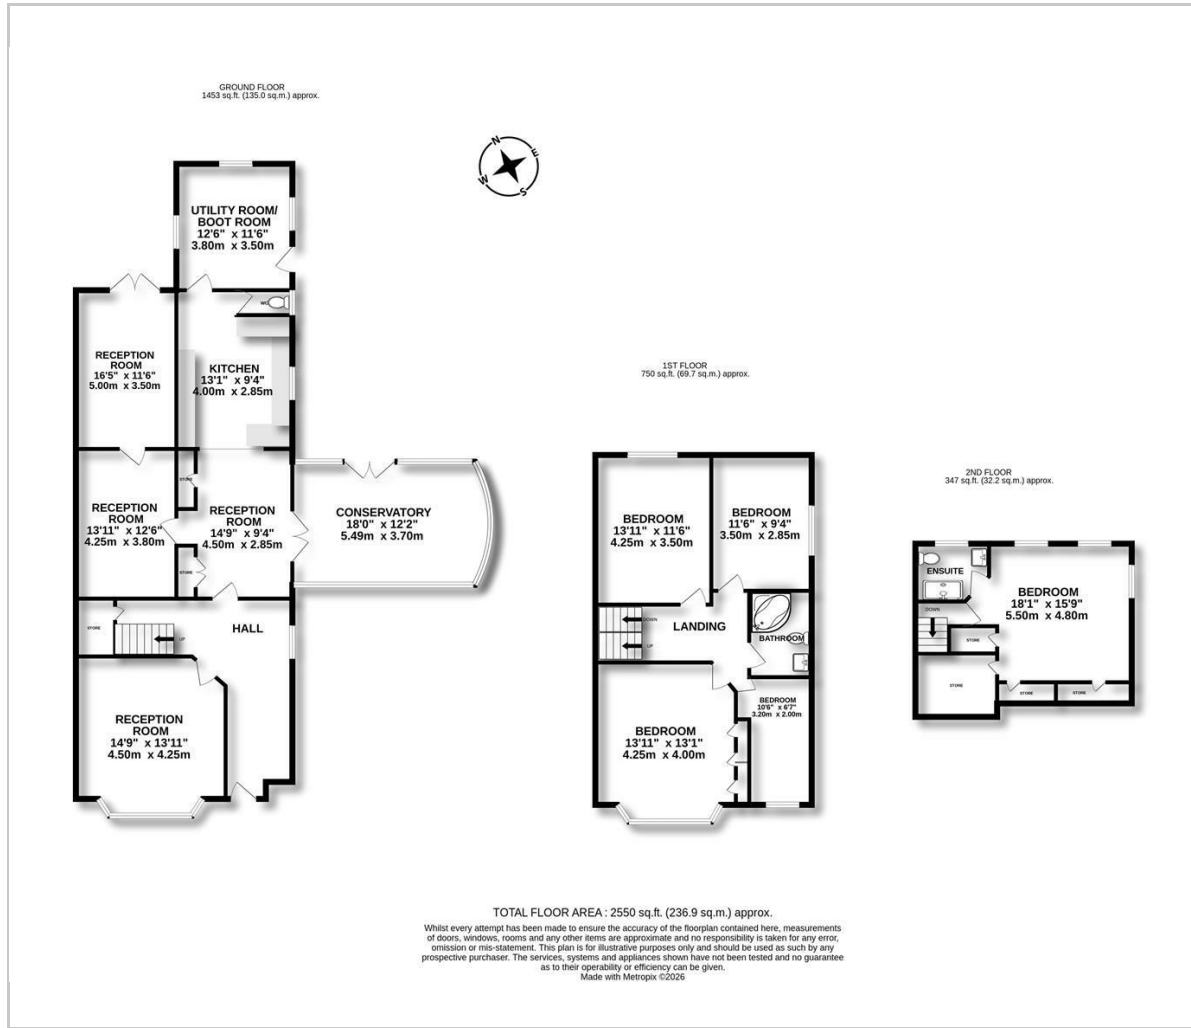 GROUND FLOOR
1453 sq.ft. (135.0 sq.m.) approx.
N
E
S
W
UTILITY ROOM/
BOOT ROOM
12'6" x 11'6"
3.80m x 3.50m
WC
RECEPTION
ROOM
16'5" x 11'6"
5.00m x 3.50m
KITCHEN
13'1" x 9'4"
4.00m x 2.85m
STORE
RECEPTION
ROOM
13'11" x 12'6"
4.25m x 3.80m
RECEPTION
ROOM
14'9" x 9'4"
4.50m x 2.85m
STORE
CONSERVATORY
18'0" x 12'2"
5.49m x 3.70m
STORE
UP
HALL
RECEPTION
ROOM
14'9" x 13'11"
4.50m x 4.25m
1ST FLOOR
750 sq.ft. (69.7 sq.m.) approx.
BEDROOM
13'11" x 11'6"
4.25m x 3.50m
BEDROOM
11'6" x 9'4"
3.50m x 2.85m
DOWN
UP
LANDING
BATHROOM
BEDROOM
10'6" x 6'7"
3.20m x 2.00m
BEDROOM
13'11" x 13'1"
4.25m x 4.00m
2ND FLOOR
347 sq.ft. (32.2 sq.m.) approx.
ENSUITE
BEDROOM
18'1" x 15'9"
5.50m x 4.80m
DOWN
STORE
STORE
STORE
STORE
TOTAL FLOOR AREA : 2550 sq.ft. (236.9 sq.m.) approx.
Whilst every attempt has been made to ensure the accuracy of the floorplan contained here, measurements
of doors, windows, rooms and any other items are approximate and no responsibility is taken for any error,
omission or mis-statement. This plan is for illustrative purposes only and should be used as such by any
prospective purchaser. The services, systems and appliances shown have not been tested and no guarantee
as to their operability or efficiency can be given.
Made with Metropix ©2026